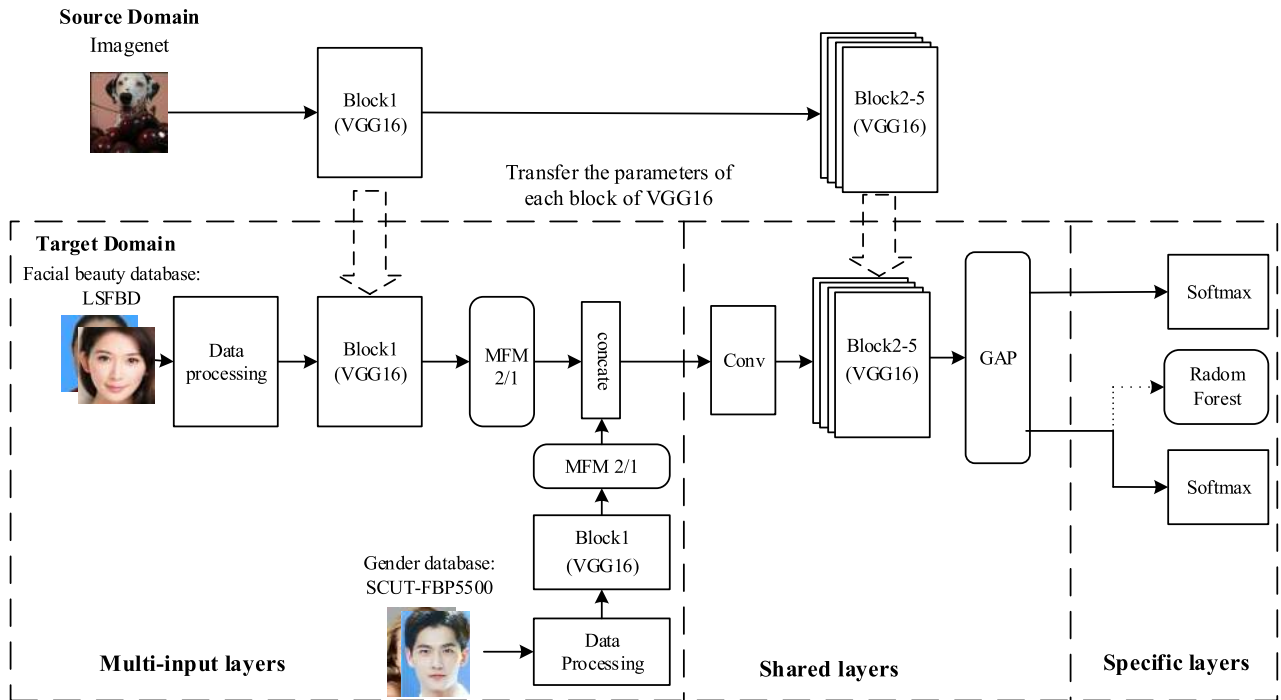 Source Domain
Imagenet
Block1
(VGG16)
Block2-5
(VGG16)
Transfer the parameters of
each block of VGG16
Target Domain
Facial beauty database:
LSFBD
Data
processing
Block1
(VGG16)
MFM
2/1
concate
Conv
Block2-5
(VGG16)
GAP
Softmax
Radom
Forest
Softmax
MFM 2/1
Block1
(VGG16)
Gender database:
SCUT-FBP5500
Data
Processing
Multi-input layers
Shared layers
Specific layers